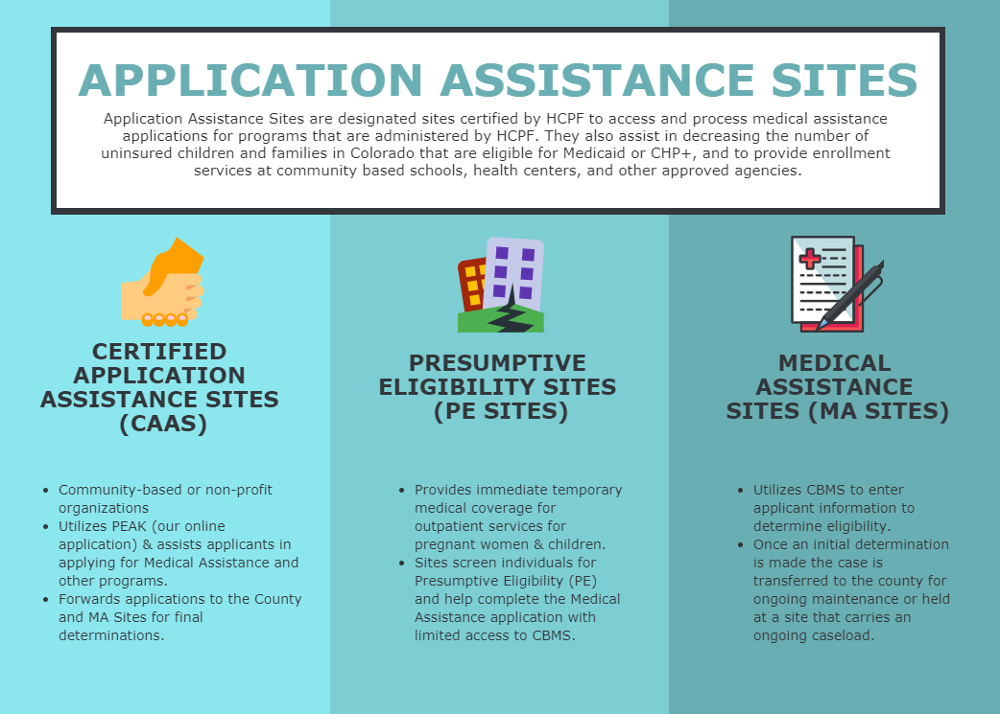 APPLICATION ASSISTANCE SITES
Application Assistance Sites are designated sites certified by HCPF to access and process medical assistance
applications for programs that are administered by HCPF. They also assist in decreasing the number of
uninsured children and families in Colorado that are eligible for Medicaid or CHP+, and to provide enrollment
services at community based schools, health centers, and other approved agencies.
CERTIFIED
APPLICATION
ASSISTANCE SITES
(CAAS)
• Community-based or non-profit
organizations
• Utilizes PEAK (our online
application) & assists applicants in
applying for Medical Assistance and
other programs.
• Forwards applications to the County
and MA Sites for final
determinations.
PRESUMPTIVE
ELIGIBILITY SITES
(PE SITES)
• Provides immediate temporary
medical coverage for
outpatient services for
pregnant women & children.
• Sites screen individuals for
Presumptive Eligibility (PE)
and help complete the Medical
Assistance application with
limited access to CBMS.
MEDICAL
ASSISTANCE
SITES (MA SITES)
• Utilizes CBMS to enter
applicant information to
determine eligibility.
• Once an initial determination
is made the case is
transferred to the county for
ongoing maintenance or held
at a site that carries an
ongoing caseload.